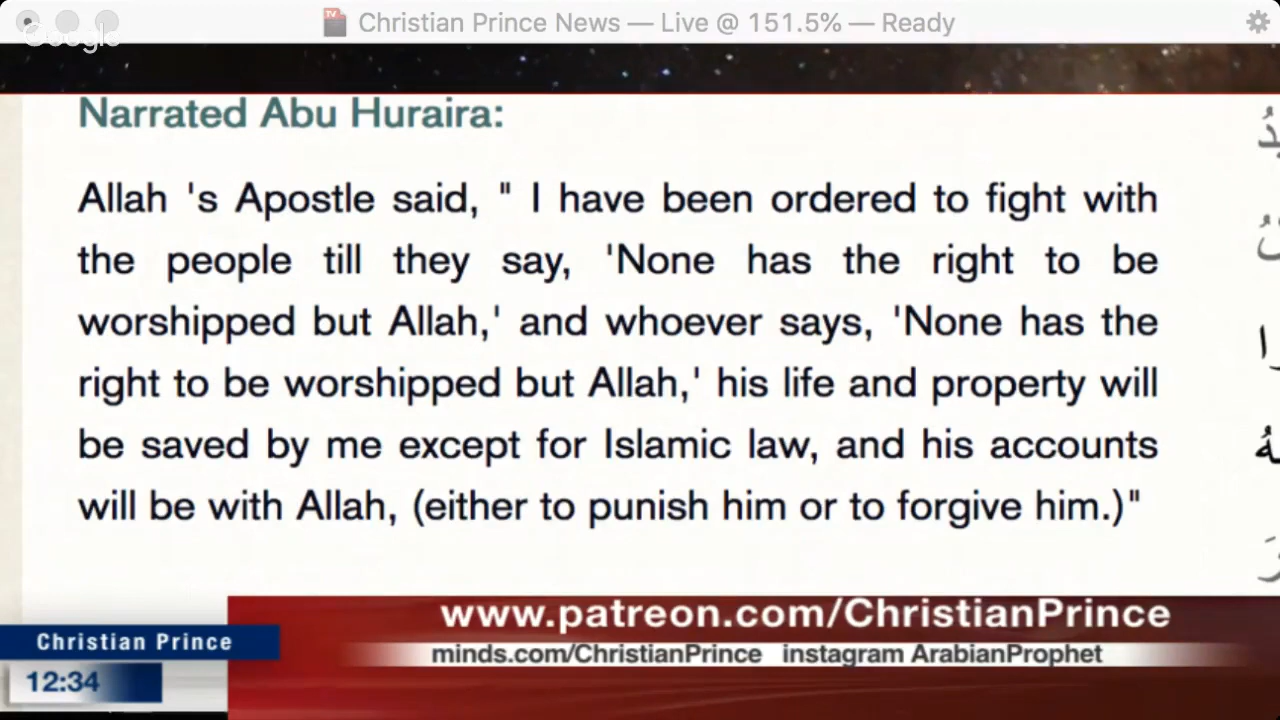 Christian Prince News — Live @ 151.5% — Ready
Google
Narrated Abu Huraira:
Allah 's Apostle said, " I have been ordered to fight with
the people till they say, 'None has the right to be
worshipped but Allah,' and whoever says, 'None has the
right to be worshipped but Allah,' his life and property will
be saved by me except for Islamic law, and his accounts
will be with Allah, (either to punish him or to forgive him.)"
www.patreon.com/ChristianPrince
Christian Prince
minds.com/ChristianPrince instagram ArabianProphet
12:34